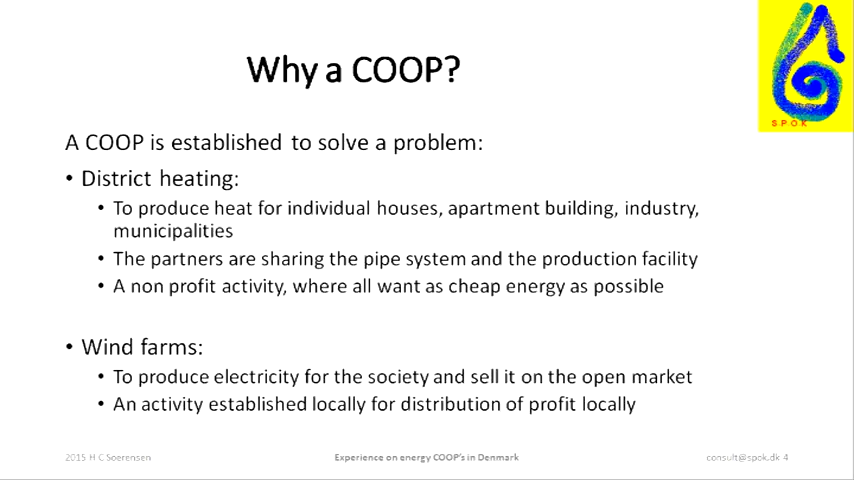 Why a COOP?
SPOK
A COOP is established to solve a problem:
• District heating:
• To produce heat for individual houses, apartment building, industry,
municipalities
• The partners are sharing the pipe system and the production facility
• A non profit activity, where all want as cheap energy as possible
• Wind farms:
• To produce electricity for the society and sell it on the open market
• An activity established locally for distribution of profit locally
2015 H.C Soerensen
Experience on energy COOP's in Denmark
consult@spok.dk 4